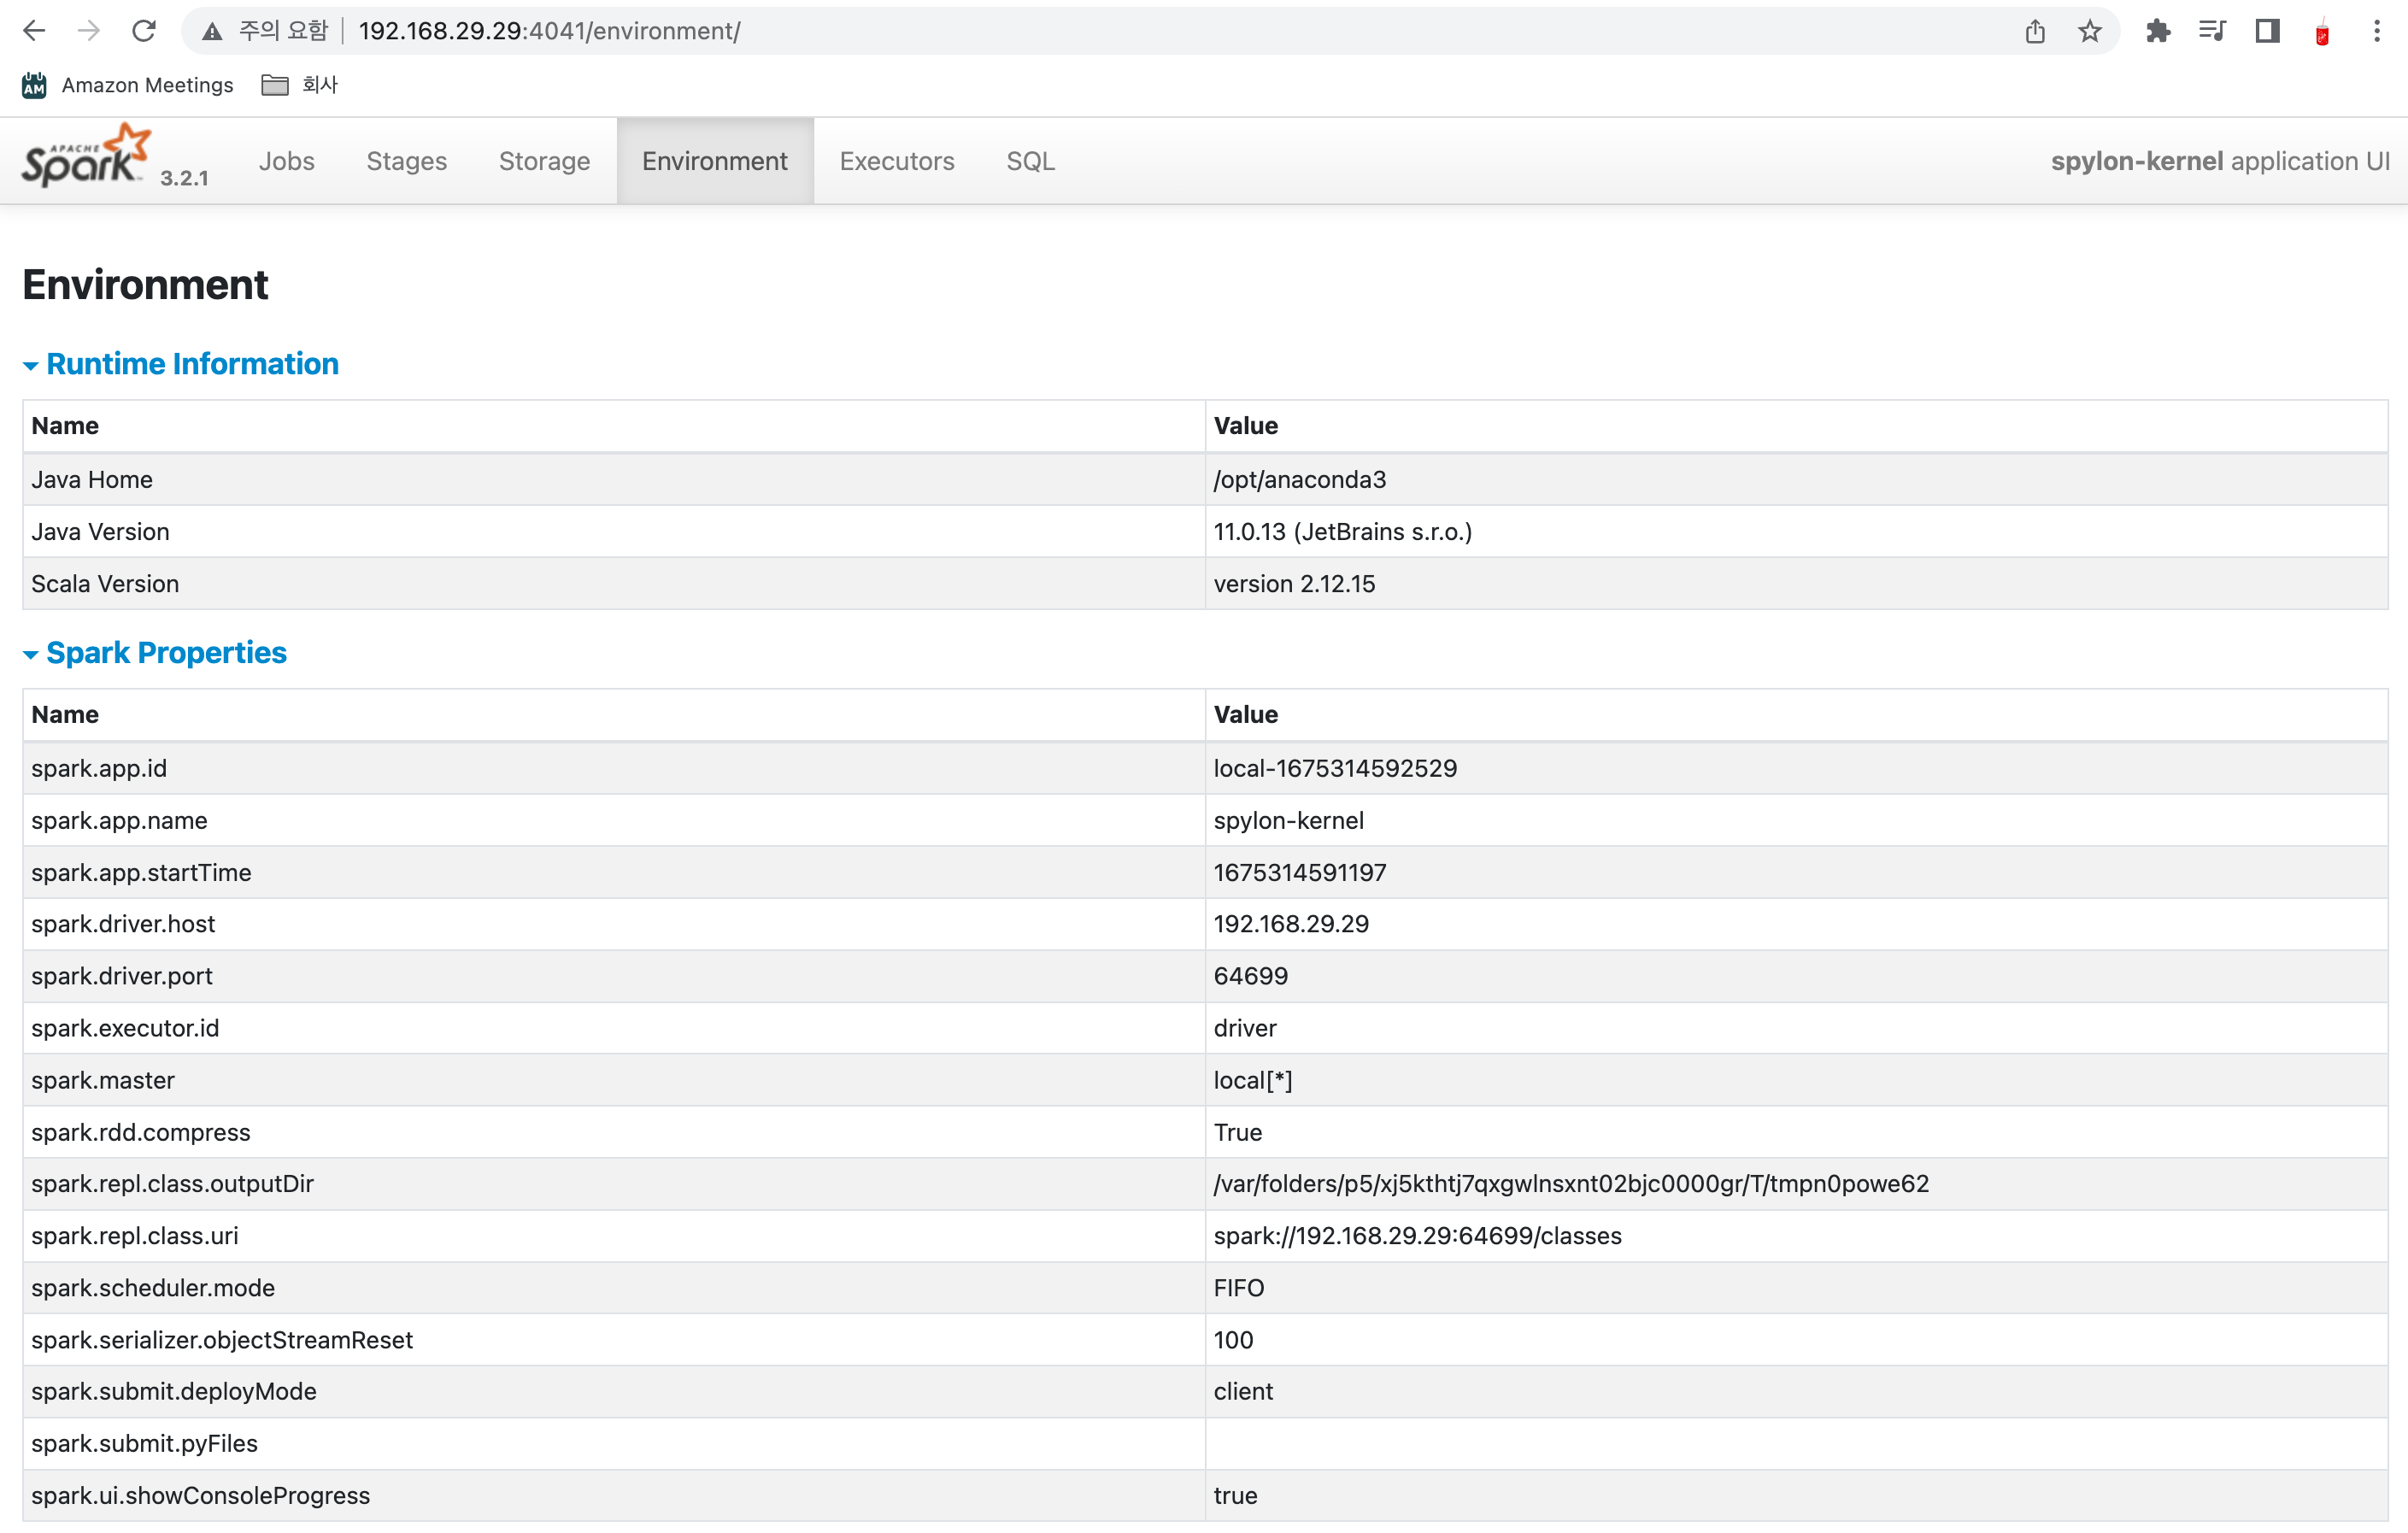 주의 요함 192.168.29.29:4041/environment/
AM Amazon Meetings 회사
APACHE Spark 3.2.1 Jobs Stages Storage Environment Executors SQL spylon-kernel application UI
Environment
Runtime Information
Name Value
Java Home /opt/anaconda3
Java Version 11.0.13 (JetBrains s.r.o.)
Scala Version version 2.12.15
Spark Properties
Name Value
spark.app.id local-1675314592529
spark.app.name spylon-kernel
spark.app.startTime 1675314591197
spark.driver.host 192.168.29.29
spark.driver.port 64699
spark.executor.id driver
spark.master local[*]
spark.rdd.compress True
spark.repl.class.outputDir /var/folders/p5/xj5kthtj7qxgwlnsxnt02bjc0000gr/T/tmpn0powe62
spark.repl.class.uri spark://192.168.29.29:64699/classes
spark.scheduler.mode FIFO
spark.serializer.objectStreamReset 100
spark.submit.deployMode client
spark.submit.pyFiles
spark.ui.showConsoleProgress true